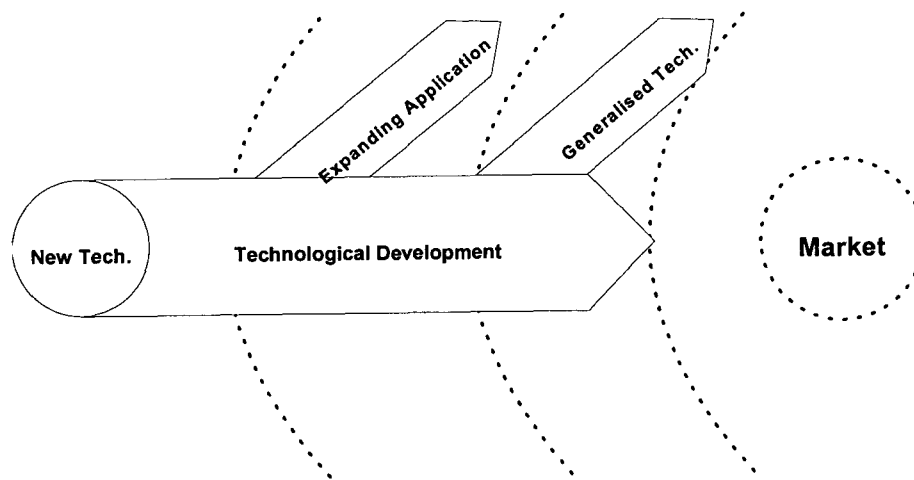 Expanding Application
Generalised Tech.
New Tech.
Technological Development
Market